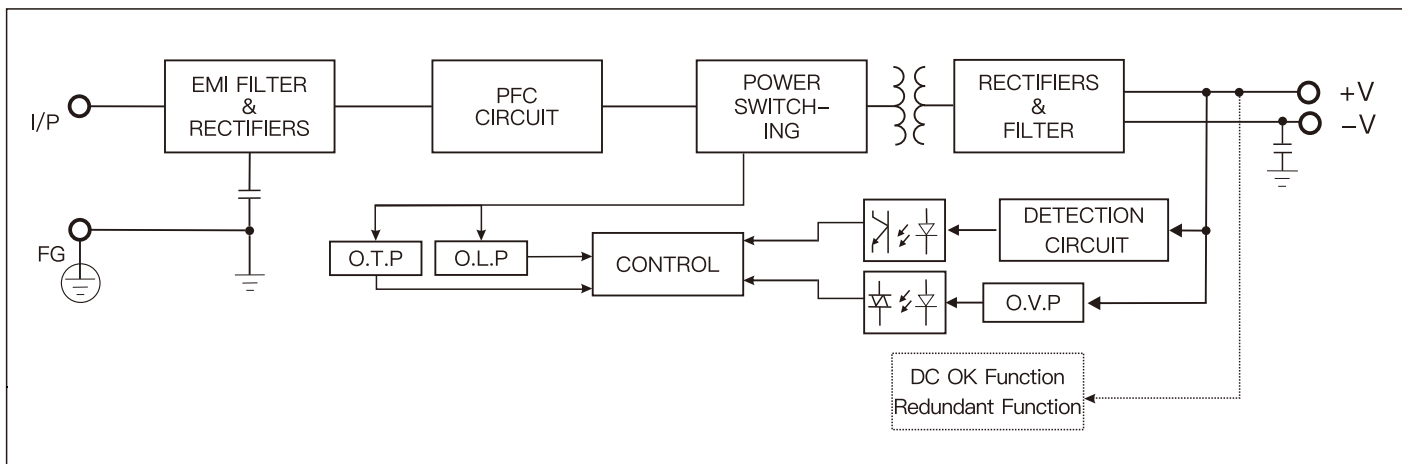 I/P
EMI FILTER
&
RECTIFIERS
PFC
CIRCUIT
POWER
SWITCH-
ING
RECTIFIERS
&
FILTER
+V
-V
FG
O.T.P
O.L.P
CONTROL
DETECTION
CIRCUIT
O.V.P
DC OK Function
Redundant Function